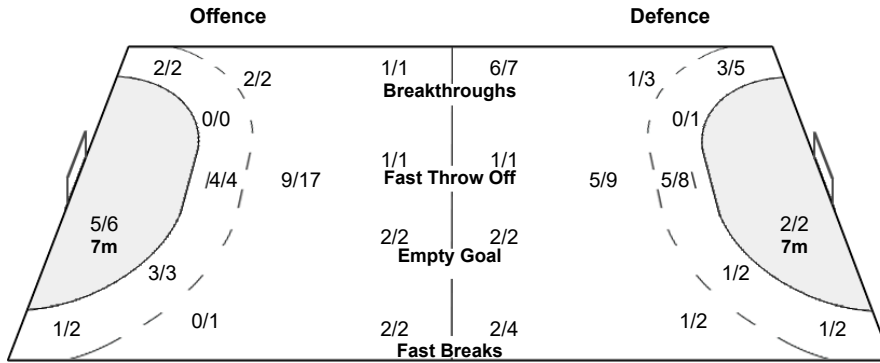 Offence Defence
2/2 2/2 1/1 6/7 1/3 3/5
Breakthroughs
0/0 0/1
1/1 1/1
4/4 9/17 Fast Throw Off 5/9 5/8
5/6 2/2
7m 7m
2/2 2/2
Empty Goal
3/3 1/2
1/2 0/1 2/2 2/4 1/2 1/2
Fast Breaks